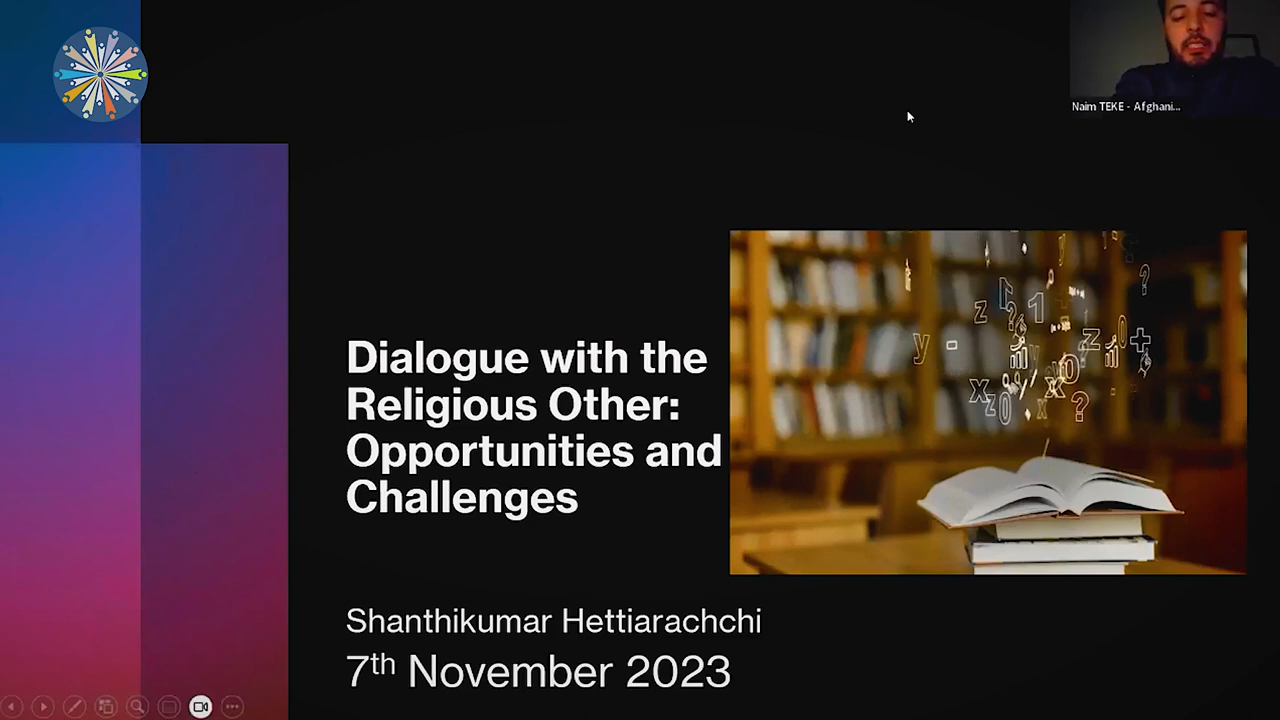 Naim TEKE - Afghani...
Dialogue with the
Religious Other:
Opportunities and
Challenges
Shanthikumar Hettiarachchi
7th November 2023